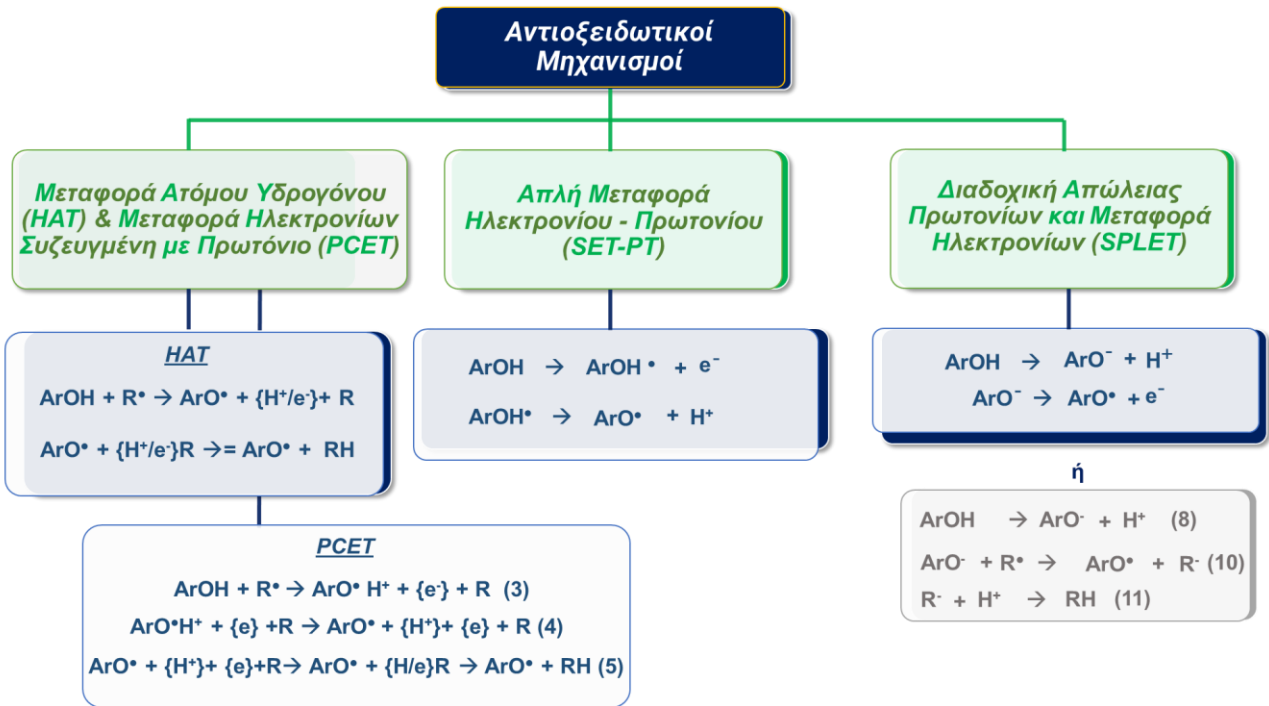 Αντιοξειδωτικοί
Μηχανισμοί
Μεταφορά Ατόμου Υδρογόνου
(HAT) & Μεταφορά Ηλεκτρονίων
Συζευγμένη με Πρωτόνιο (PCET)
HAT
ArOH + R• → ArO• + {H⁺/e⁻}+ R
ArO• + {H⁺/e⁻}R →= ArO• + RH
PCET
ArOH + R• → ArO• H⁺ + {e⁻} + R (3)
ArO•H⁺ + {e} +R → ArO• + {H⁺}+ {e} + R (4)
ArO• + {H⁺}+ {e}+R→ ArO• + {H/e}R → ArO• + RH (5)
Απλή Μεταφορά
Ηλεκτρονίου - Πρωτονίου
(SET-PT)
ArOH → ArOH • + e⁻
ArOH• → ArO• + H⁺
Διαδοχική Απώλειας
Πρωτονίων και Μεταφορά
Ηλεκτρονίων (SPLET)
ArOH → ArO⁻ + H⁺
ArO⁻ → ArO• + e⁻
ή
ArOH → ArO⁻ + H⁺ (8)
ArO⁻ + R• → ArO• + R⁻ (10)
R⁻ + H⁺ → RH (11)